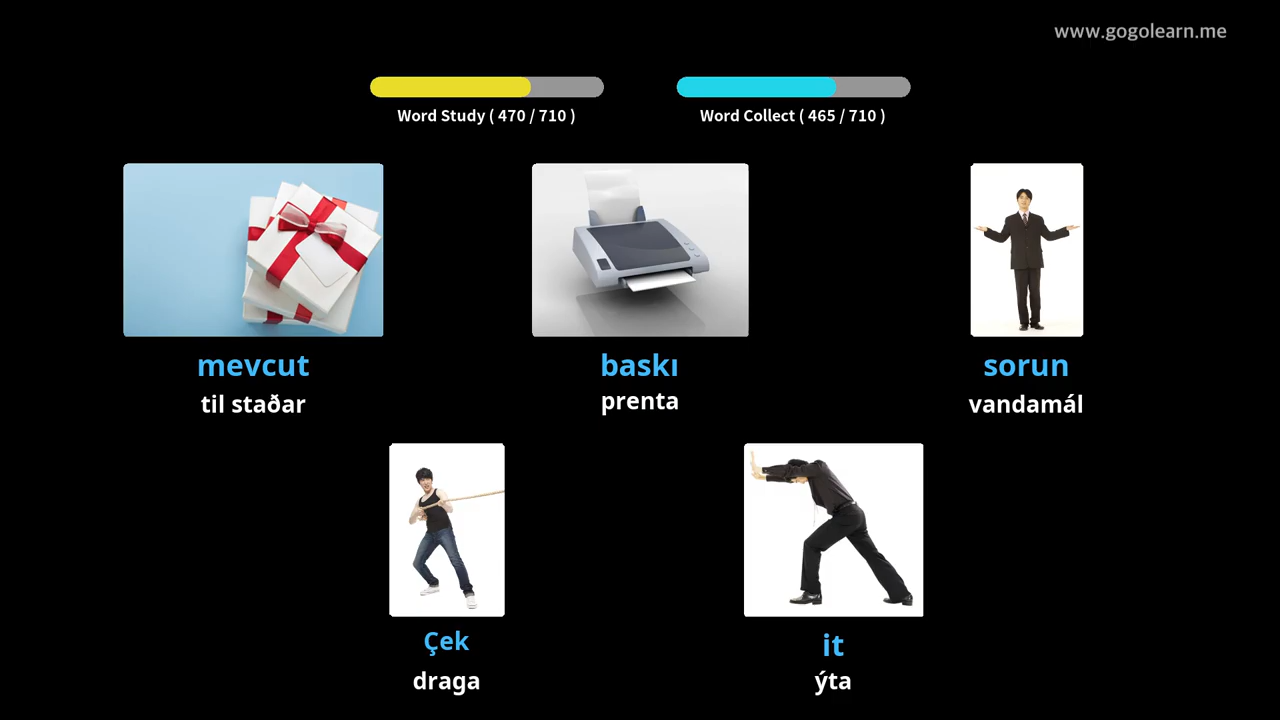 www.gogolearn.me
Word Study ( 470 / 710 )
Word Collect ( 465 / 710 )
mevcut
til staðar
baskı
prenta
sorun
vandamál
Çek
draga
it
ýta